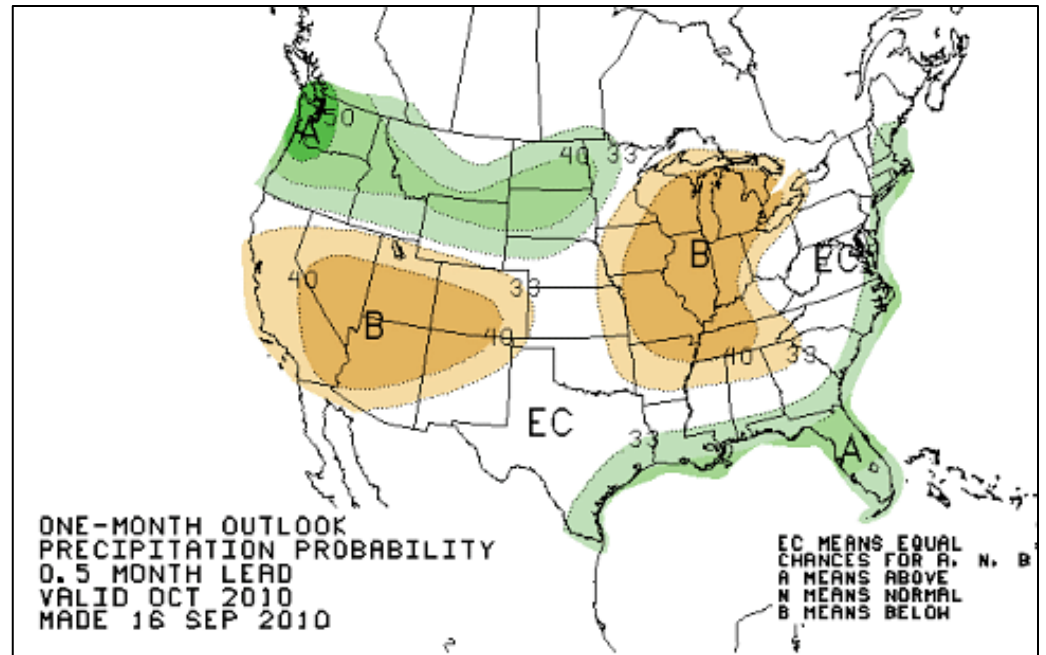 50
A
40 33
B
EC
40
33
B
40
40
33
EC
33
A
ONE-MONTH OUTLOOK
PRECIPITATION PROBABILITY
0.5 MONTH LEAD
VALID OCT 2010
MADE 16 SEP 2010
EC MEANS EQUAL
CHANCES FOR A, N, B
A MEANS ABOVE
N MEANS NORMAL
B MEANS BELOW